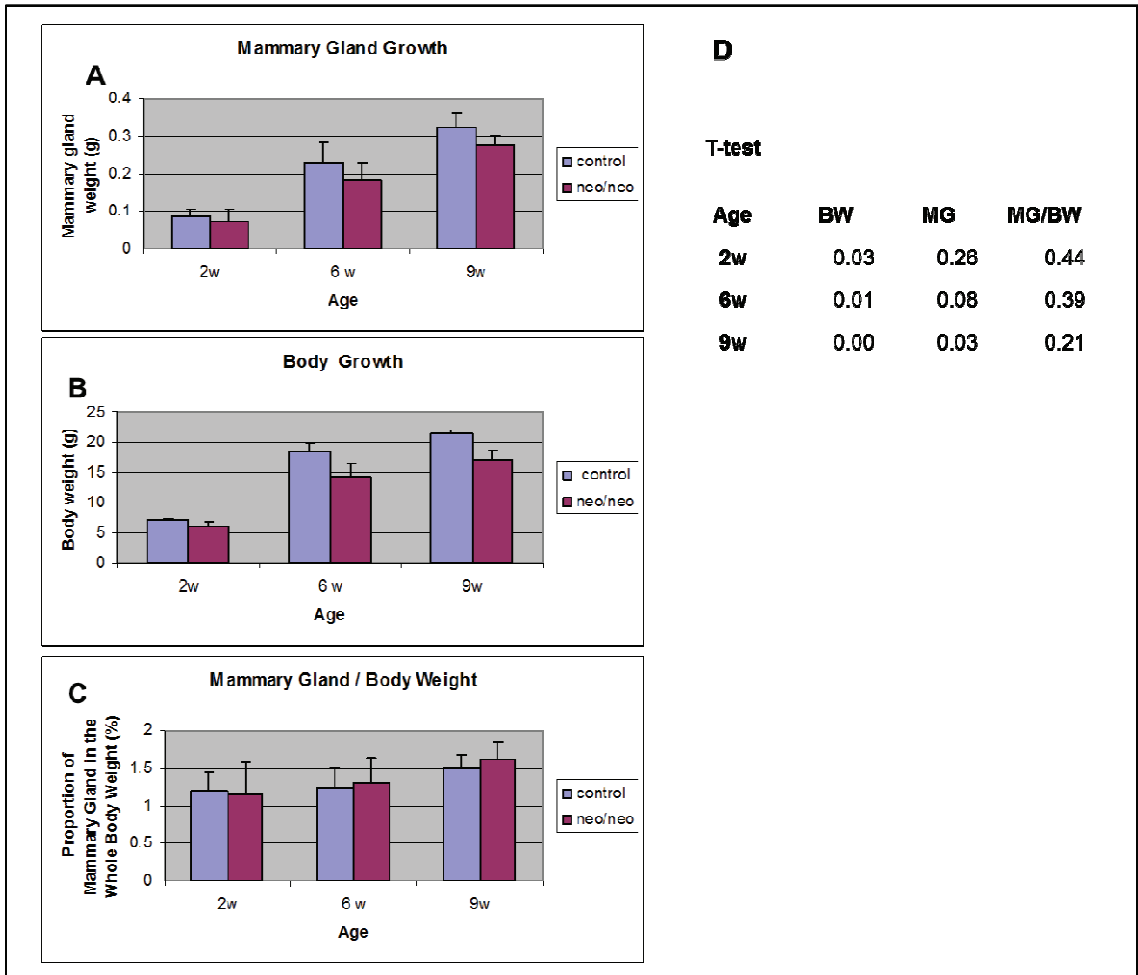 Mammary Gland Growth
A
Mammary gland
weight (g)
0.4
0.3
0.2
0.1
0
2w 6 w 9w
Age
control
neo/neo
Body Growth
B
Body weight (g)
25
20
15
10
5
0
2w 6 w 9w
Age
control
neo/neo
Mammary Gland / Body Weight
C
Proportion of
Mammary Gland in the
Whole Body Weight (%)
2
1.5
1
0.5
0
2w 6 w 9w
Age
control
neo/neo
D
T-test
Age BW MG MG/BW
2w 0.03 0.26 0.44
6w 0.01 0.08 0.39
9w 0.00 0.03 0.21